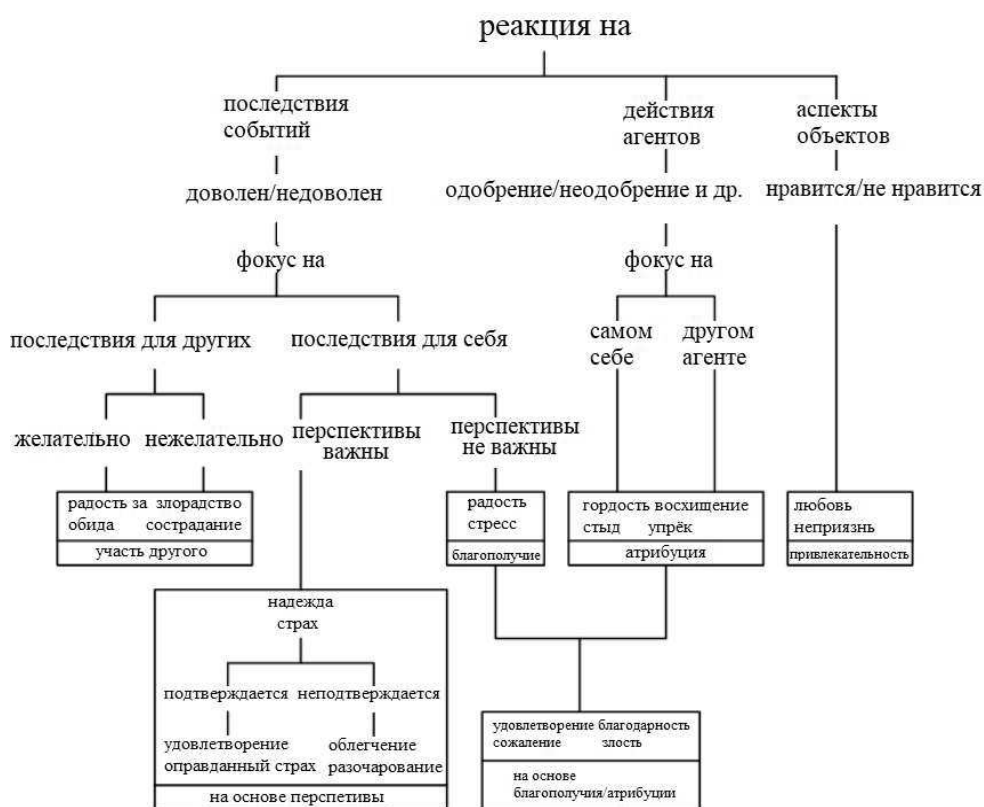 реакция на
последствия
событий
действия
агентов
аспекты
объектов
доволен/недоволен
одобрение/неодобрение и др.
нравится/не нравится
фокус на
фокус на
последствия для других
последствия для себя
самом
себе
другом
агенте
желательно
нежелательно
перспективы
важны
перспективы
не важны
радость за злорадство
обида сострадание
участь другого
радость
стресс
благополучие
гордость восхищение
стыд упрёк
атрибуция
любовь
неприязнь
привлекательность
надежда
страх
подтверждается неподтверждается
удовлетворение
оправданный страх
облегчение
разочарование
на основе перспетивы
удовлетворение благодарность
сожаление злость
на основе
благополучия/атрибуции